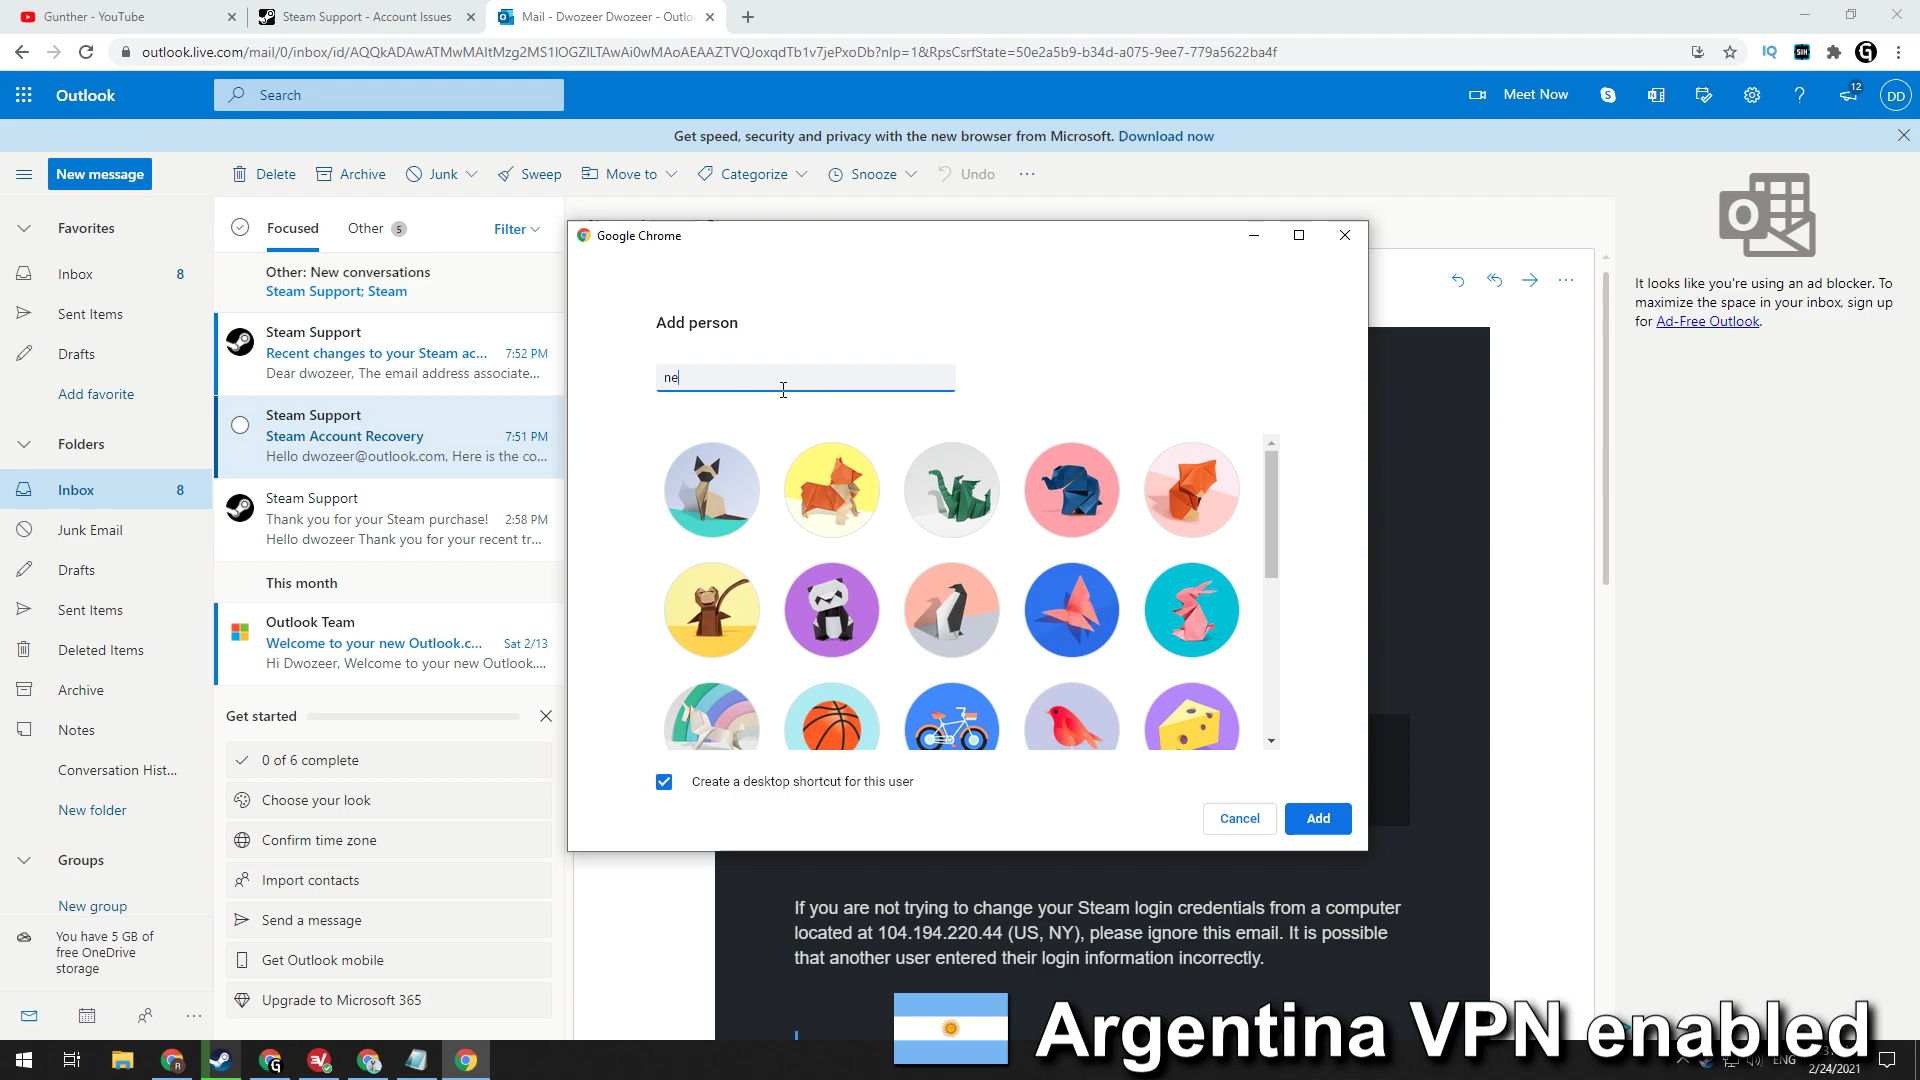 Gunther - YouTube
Steam Support - Account Issues
Mail - Dwozeer Dwozeer - Outlo
outlook.live.com/mail/0/inbox/id/AQQkADAwATMwMAItMzg2MS1lOGZlLTAwAi0wMAoAEAAZTVQJoxqdTb1v7jePxoDb?nlp=1&RpsCsrfState=50e2a5b9-b34d-a075-9ee7-779a5622ba4f
Outlook
Search
Meet Now
12
DD
Get speed, security and privacy with the new browser from Microsoft. Download now
New message
Delete
Archive
Junk
Sweep
Move to
Categorize
Snooze
Undo
Favorites
Inbox 8
Sent Items
Drafts
Add favorite
Folders
Inbox 8
Junk Email
Drafts
Sent Items
Deleted Items
Archive
Notes
Conversation Hist...
New folder
Groups
New group
You have 5 GB of
free OneDrive
storage
Focused
Other 5
Filter
Other: New conversations
Steam Support; Steam
Steam Support
Recent changes to your Steam ac... 7:52 PM
Dear dwozeer, The email address associate...
Steam Support
Steam Account Recovery 7:51 PM
Hello dwozeer@outlook.com, Here is the co...
Steam Support
Thank you for your Steam purchase! 2:58 PM
Hello dwozeer Thank you for your recent tr...
This month
Outlook Team
Welcome to your new Outlook.c... Sat 2/13
Hi Dwozeer, Welcome to your new Outlook....
Get started
0 of 6 complete
Choose your look
Confirm time zone
Import contacts
Send a message
Get Outlook mobile
Upgrade to Microsoft 365
Google Chrome
Add person
ne
Create a desktop shortcut for this user
Cancel
Add
It looks like you're using an ad blocker. To
maximize the space in your inbox, sign up
for Ad-Free Outlook.
If you are not trying to change your Steam login credentials from a computer
located at 104.194.220.44 (US, NY), please ignore this email. It is possible
that another user entered their login information incorrectly.
Argentina VPN enabled
ENG
2/24/2021